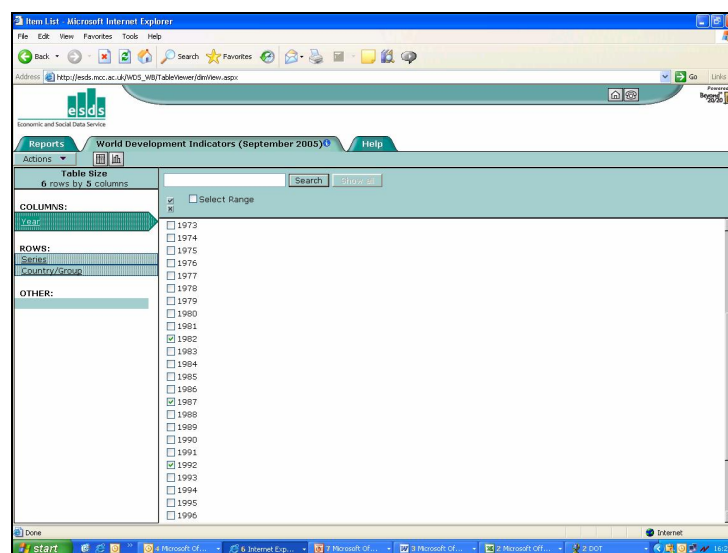 Item List - Microsoft Internet Explorer
File Edit View Favorites Tools Help
Back Search Favorites
Address http://esds.mcc.ac.uk/WDS_WB/TableViewer/dimView.aspx Go Links
esds
Economic and Social Data Service
Powered
Beyond
20/20
Reports World Development Indicators (September 2005) Help
Actions
Table Size
6 rows by 5 columns
Search Show all
Select Range
COLUMNS:
Year
ROWS:
Series
Country/Group
OTHER:
1973
1974
1975
1976
1977
1978
1979
1980
1981
1982
1983
1984
1985
1986
1987
1988
1989
1990
1991
1992
1993
1994
1995
1996
Done Internet
start 4 Microsoft Of... 6 Internet Exp... 7 Microsoft Of... 3 Microsoft Of... 2 Microsoft Off... 2 DOT